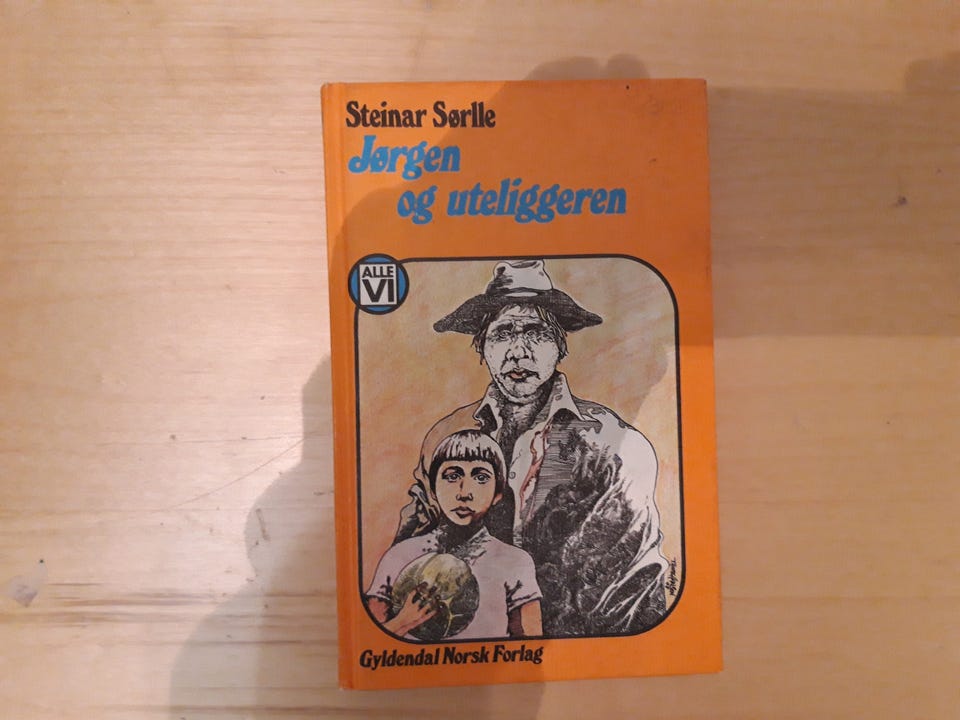 Steinar Sørlle
Jørgen
og uteliggeren
ALLE
VI
Gyldendal Norsk Forlag